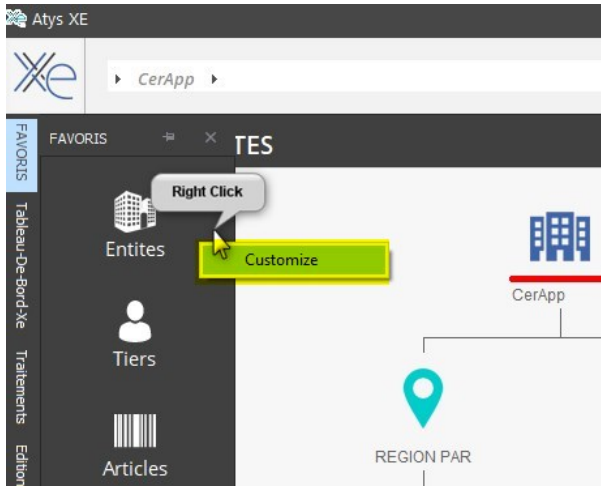 Atys XE
Xe
CerApp
FAVORIS
Tableau-De-Bord-Xe
Traitements
Edition
FAVORIS
TES
Right Click
Entites
Customize
Tiers
Articles
CerApp
REGION PAR